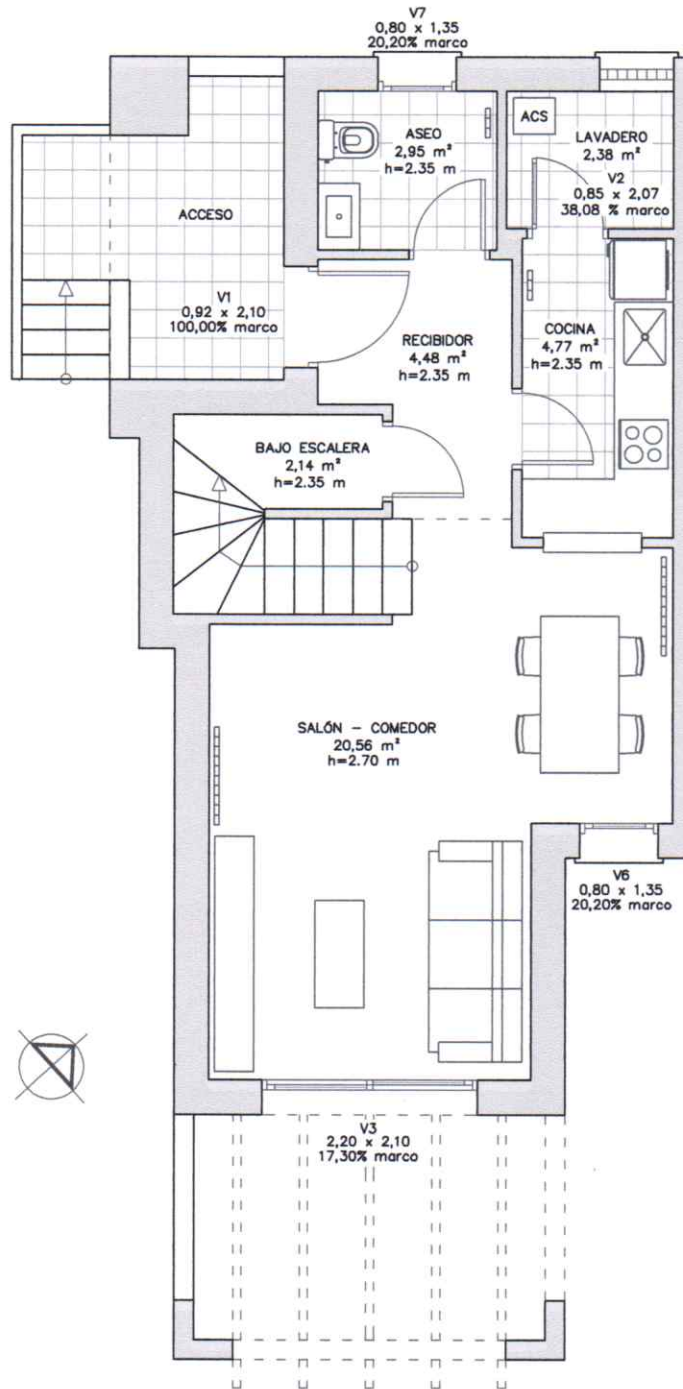 V7
0,80 x 1,35
20,20% marco
ASEO
2,95 m²
h=2.35 m
ACS
LAVADERO
2,38 m²
V2
0,85 x 2,07
38,08 % marco
ACCESO
V1
0,92 x 2,10
100,00% marco
RECIBIDOR
4,48 m²
h=2.35 m
COCINA
4,77 m²
h=2.35 m
BAJO ESCALERA
2,14 m²
h=2.35 m
SALÓN – COMEDOR
20,56 m²
h=2.70 m
V6
0,80 x 1,35
20,20% marco
V3
2,20 x 2,10
17,30% marco